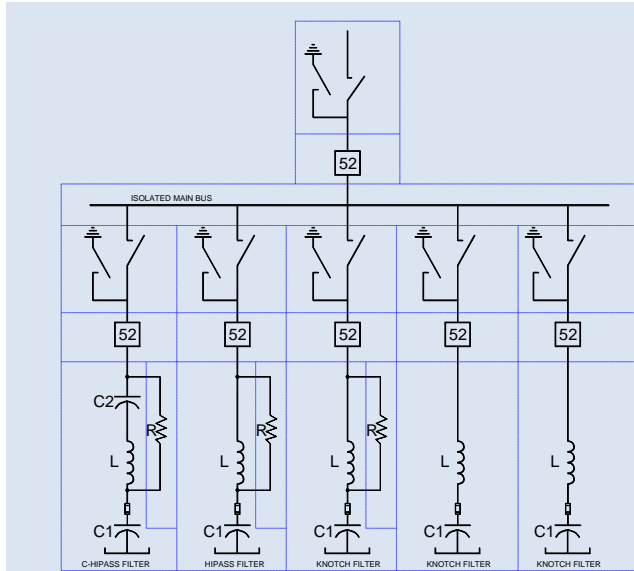 52
ISOLATED MAIN BUS
52 52 52 52 52
C2
R R R
L L L L L
C1 C1 C1 C1 C1
C-HIPASS FILTER HIPASS FILTER KNOTCH FILTER KNOTCH FILTER KNOTCH FILTER